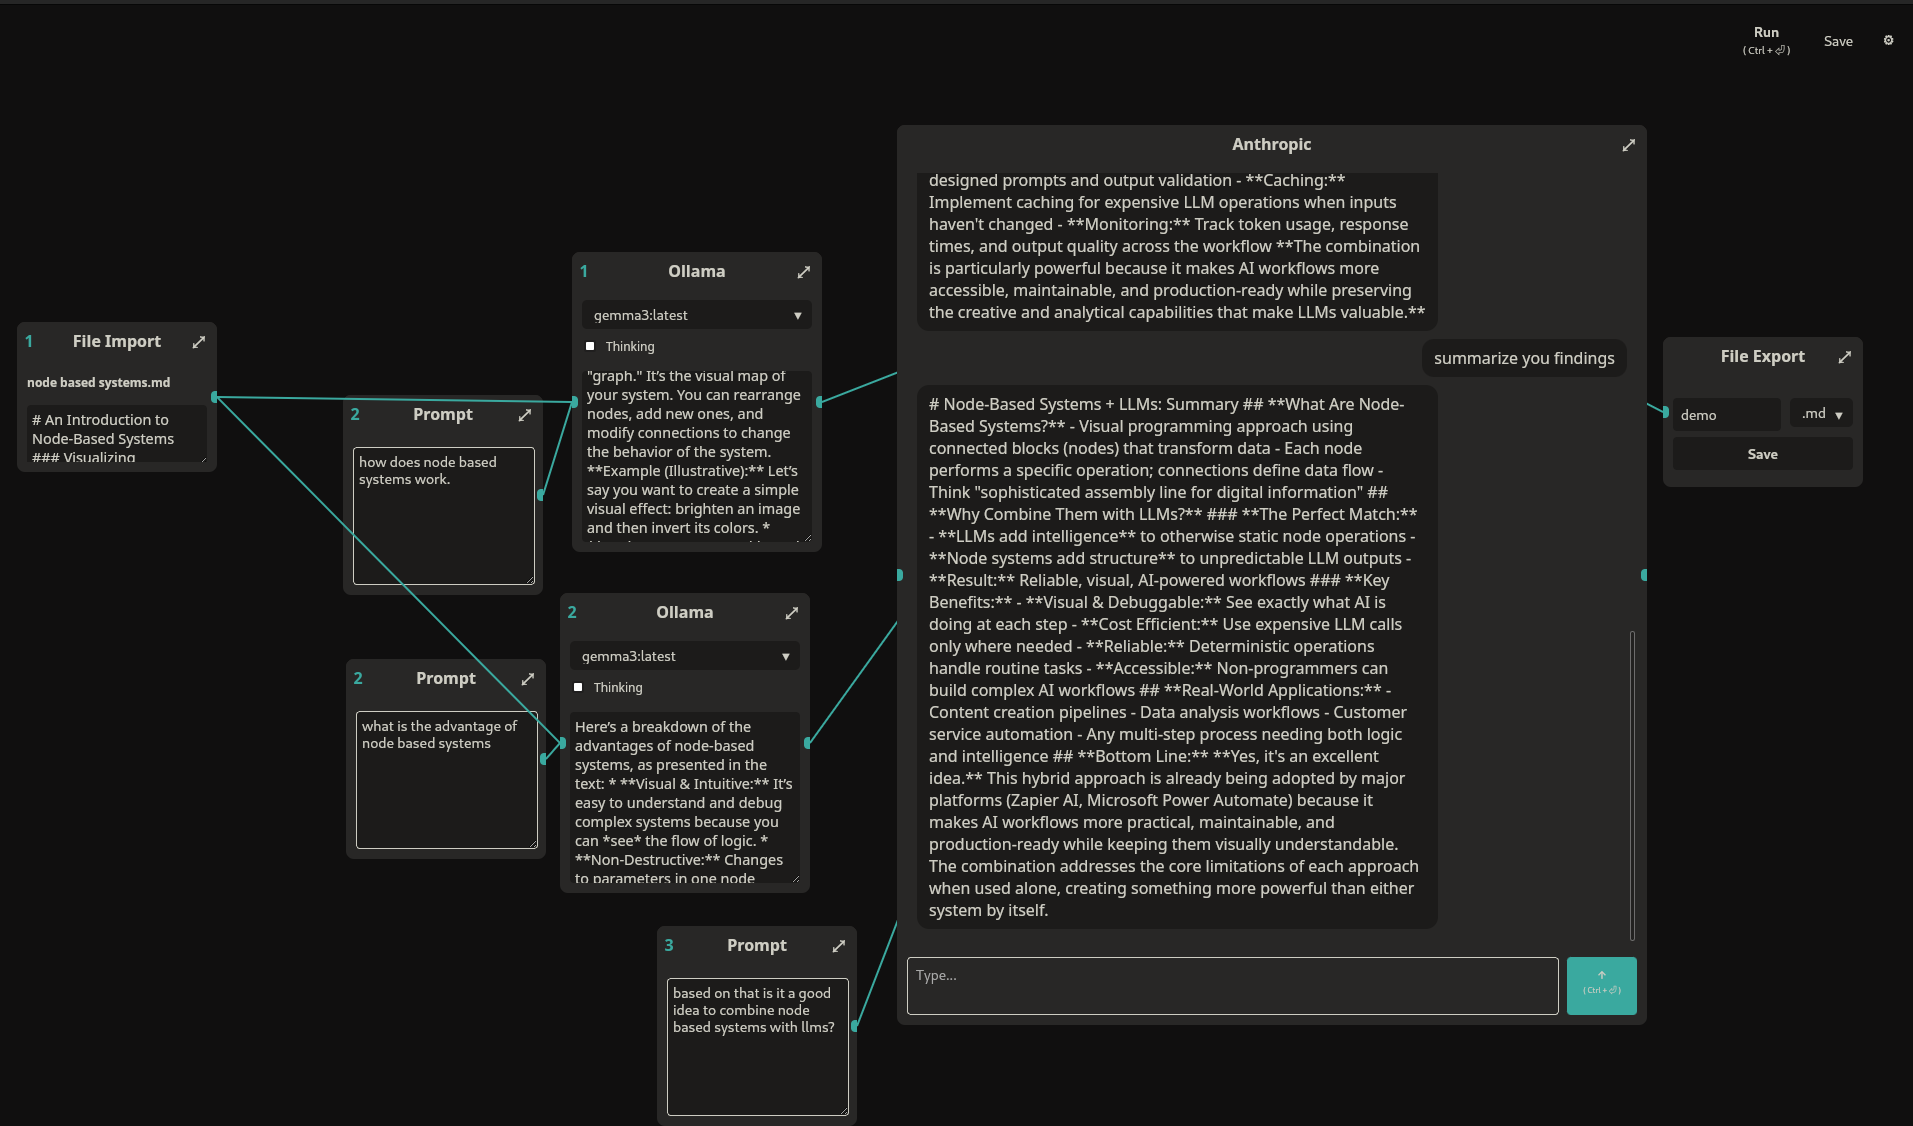 Run
( Ctrl + ⏎ )
Save
1
File Import
node based systems.md
# An Introduction to
Node-Based Systems
### Visualizing
2
Prompt
how does node based
systems work.
2
Prompt
what is the advantage of
node based systems
1
Ollama
gemma3:latest
Thinking
"graph." It's the visual map of
your system. You can rearrange
nodes, add new ones, and
modify connections to change
the behavior of the system.
**Example (Illustrative):** Let's
say you want to create a simple
visual effect: brighten an image
and then invert its colors. *
2
Ollama
gemma3:latest
Thinking
Here's a breakdown of the
advantages of node-based
systems, as presented in the
text: * **Visual & Intuitive:** It's
easy to understand and debug
complex systems because you
can *see* the flow of logic. *
**Non-Destructive:** Changes
to parameters in one node
3
Prompt
based on that is it a good
idea to combine node
based systems with llms?
Anthropic
designed prompts and output validation - **Caching:**
Implement caching for expensive LLM operations when inputs
haven't changed - **Monitoring:** Track token usage, response
times, and output quality across the workflow **The combination
is particularly powerful because it makes AI workflows more
accessible, maintainable, and production-ready while preserving
the creative and analytical capabilities that make LLMs valuable.**
summarize you findings
# Node-Based Systems + LLMs: Summary ## **What Are Node-
Based Systems?** - Visual programming approach using
connected blocks (nodes) that transform data - Each node
performs a specific operation; connections define data flow -
Think "sophisticated assembly line for digital information" ##
**Why Combine Them with LLMs?** ### **The Perfect Match:**
- **LLMs add intelligence** to otherwise static node operations -
**Node systems add structure** to unpredictable LLM outputs -
**Result:** Reliable, visual, AI-powered workflows ### **Key
Benefits:** - **Visual & Debuggable:** See exactly what AI is
doing at each step - **Cost Efficient:** Use expensive LLM calls
only where needed - **Reliable:** Deterministic operations
handle routine tasks - **Accessible:** Non-programmers can
build complex AI workflows ## **Real-World Applications:** -
Content creation pipelines - Data analysis workflows - Customer
service automation - Any multi-step process needing both logic
and intelligence ## **Bottom Line:** **Yes, it's an excellent
idea.** This hybrid approach is already being adopted by major
platforms (Zapier AI, Microsoft Power Automate) because it
makes AI workflows more practical, maintainable, and
production-ready while keeping them visually understandable.
The combination addresses the core limitations of each approach
when used alone, creating something more powerful than either
system by itself.
Type...
( Ctrl + ⏎ )
File Export
demo
.md
Save